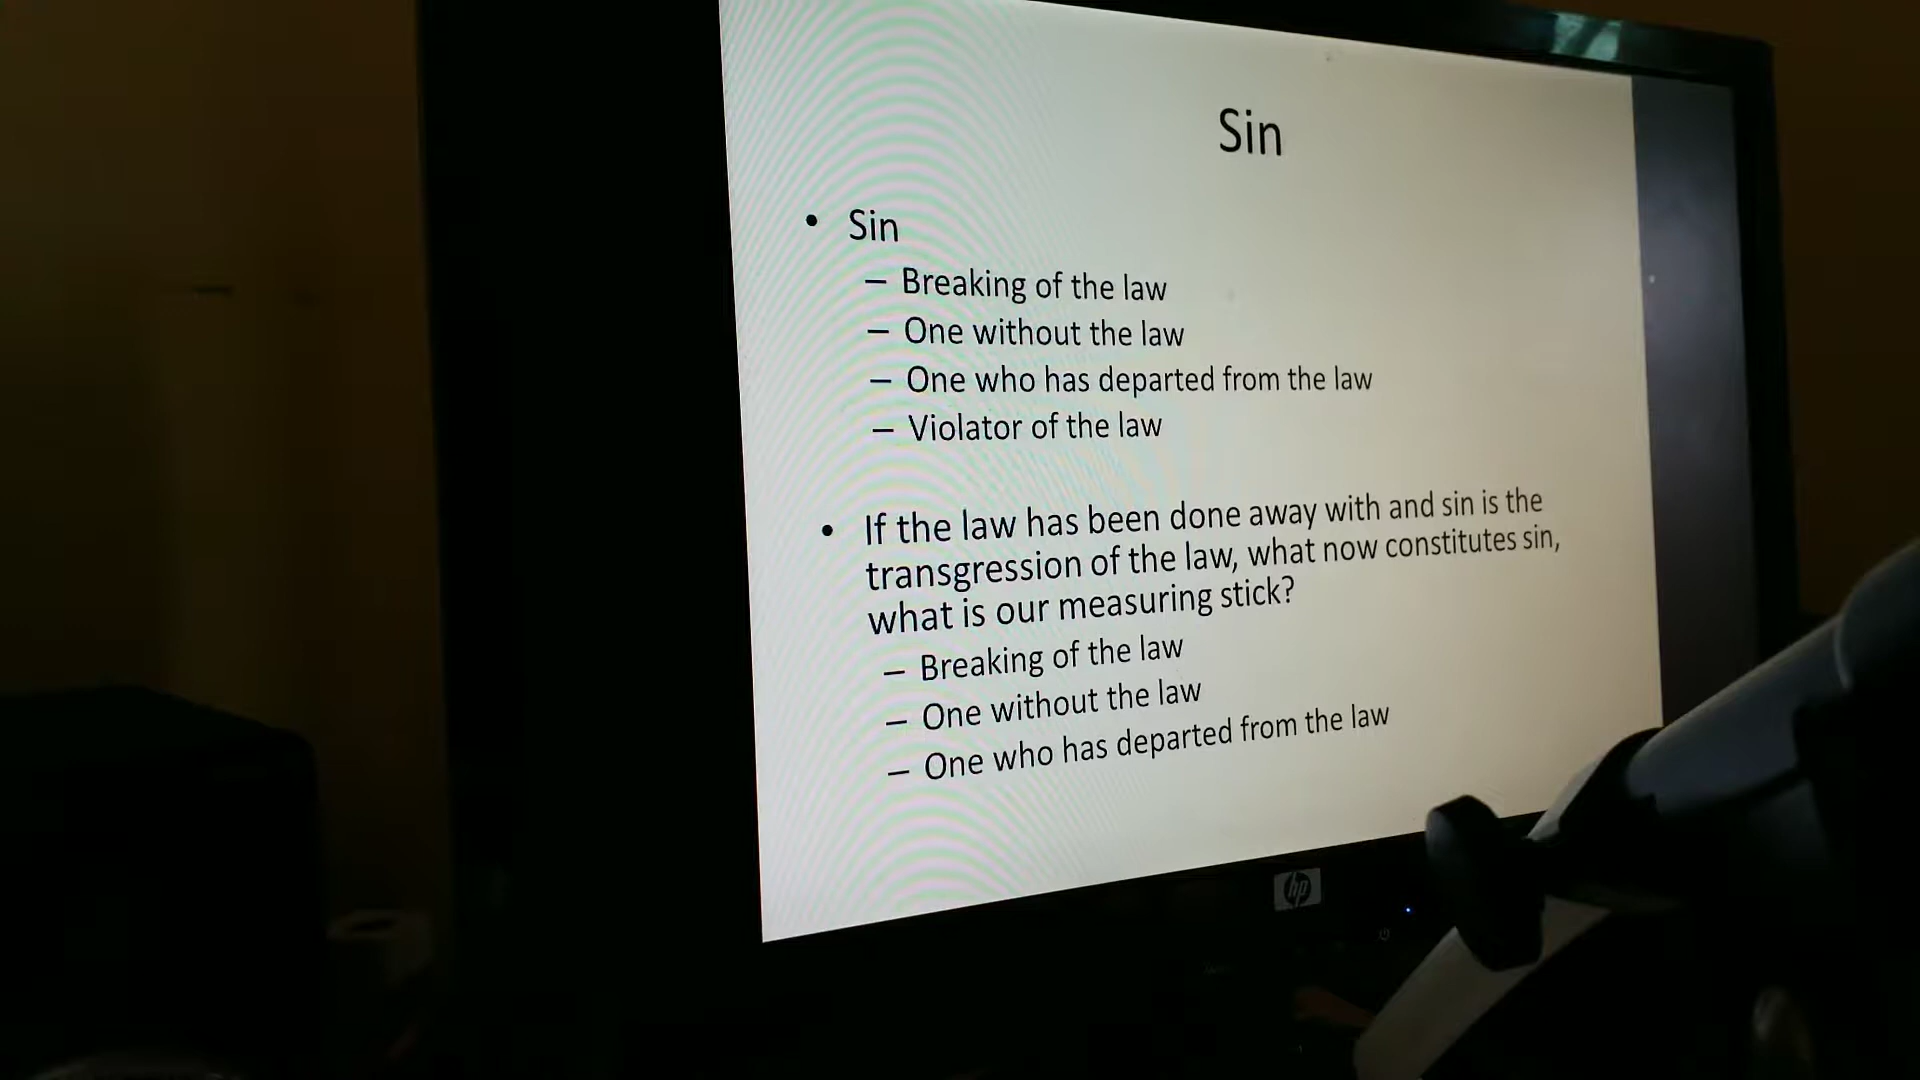 Sin
• Sin
– Breaking of the law
– One without the law
– One who has departed from the law
– Violator of the law
• If the law has been done away with and sin is the
transgression of the law, what now constitutes sin,
what is our measuring stick?
– Breaking of the law
– One without the law
– One who has departed from the law
hp